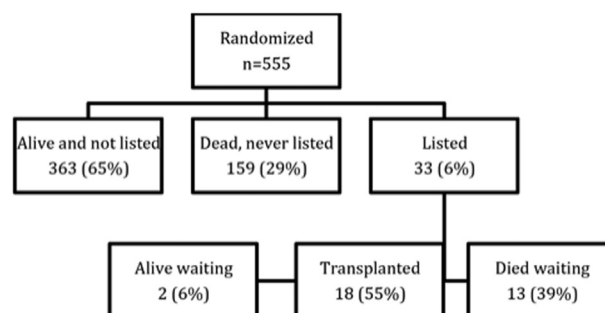 Randomized
n=555
Alive and not listed
363 (65%)
Dead, never listed
159 (29%)
Listed
33 (6%)
Alive waiting
2 (6%)
Transplanted
18 (55%)
Died waiting
13 (39%)